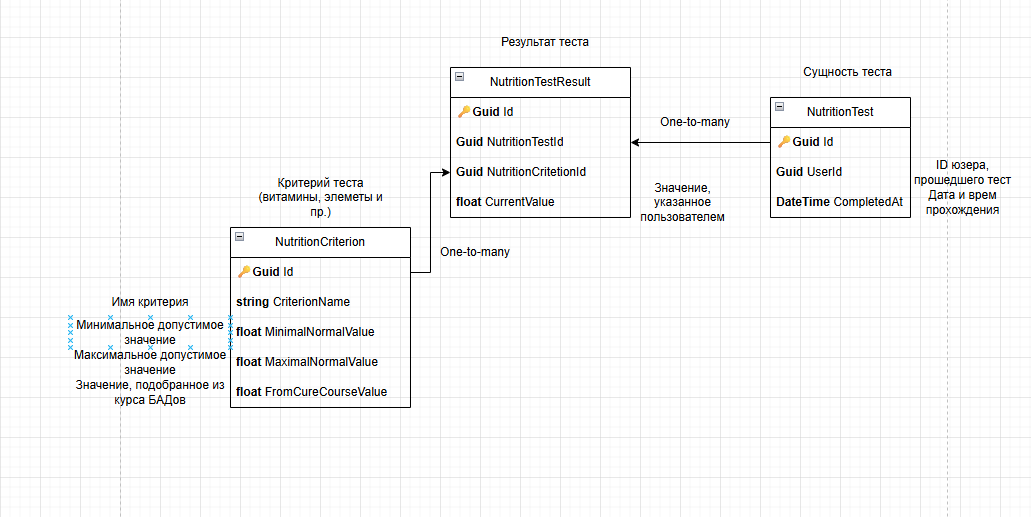 Результат теста
NutritionTestResult
Guid Id
Guid NutritionTestId
Guid NutritionCritetionId
float CurrentValue
One-to-many
Сущность теста
NutritionTest
Guid Id
Guid UserId
DateTime CompletedAt
ID юзера,
прошедшего тест
Дата и врем
прохождения
Значение,
указанное
пользователем
Критерий теста
(витамины, элеметы и
пр.)
One-to-many
NutritionCriterion
Guid Id
string CriterionName
float MinimalNormalValue
float MaximalNormalValue
float FromCureCourseValue
Имя критерия
Минимальное допустимое
значение
Максимальное допустимое
значение
Значение, подобранное из
курса БАДов